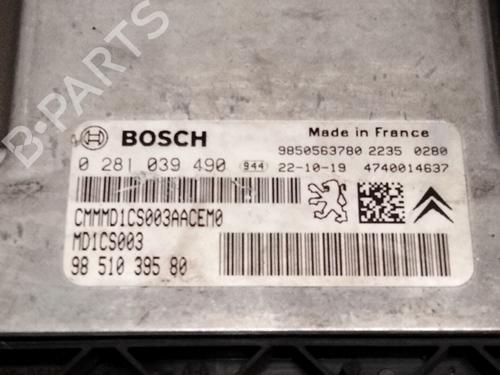 B-PARTS
BOSCH
Made in France
9850563780 2235 0280
0 281 039 490 944
22-10-19 4740014637
CMMMD1CS003AACEM0
MD1CS003
98 510 395 80